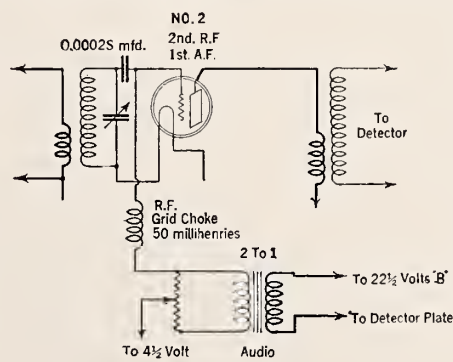 NO. 2
2nd. R.F
1st. A.F.
0.0002S mfd.
To
Detector
R.F.
Grid Choke
50 millihenries
2 To 1
To 22½ Volts "B"
To Detector Plate
To 4½ Volt
Audio